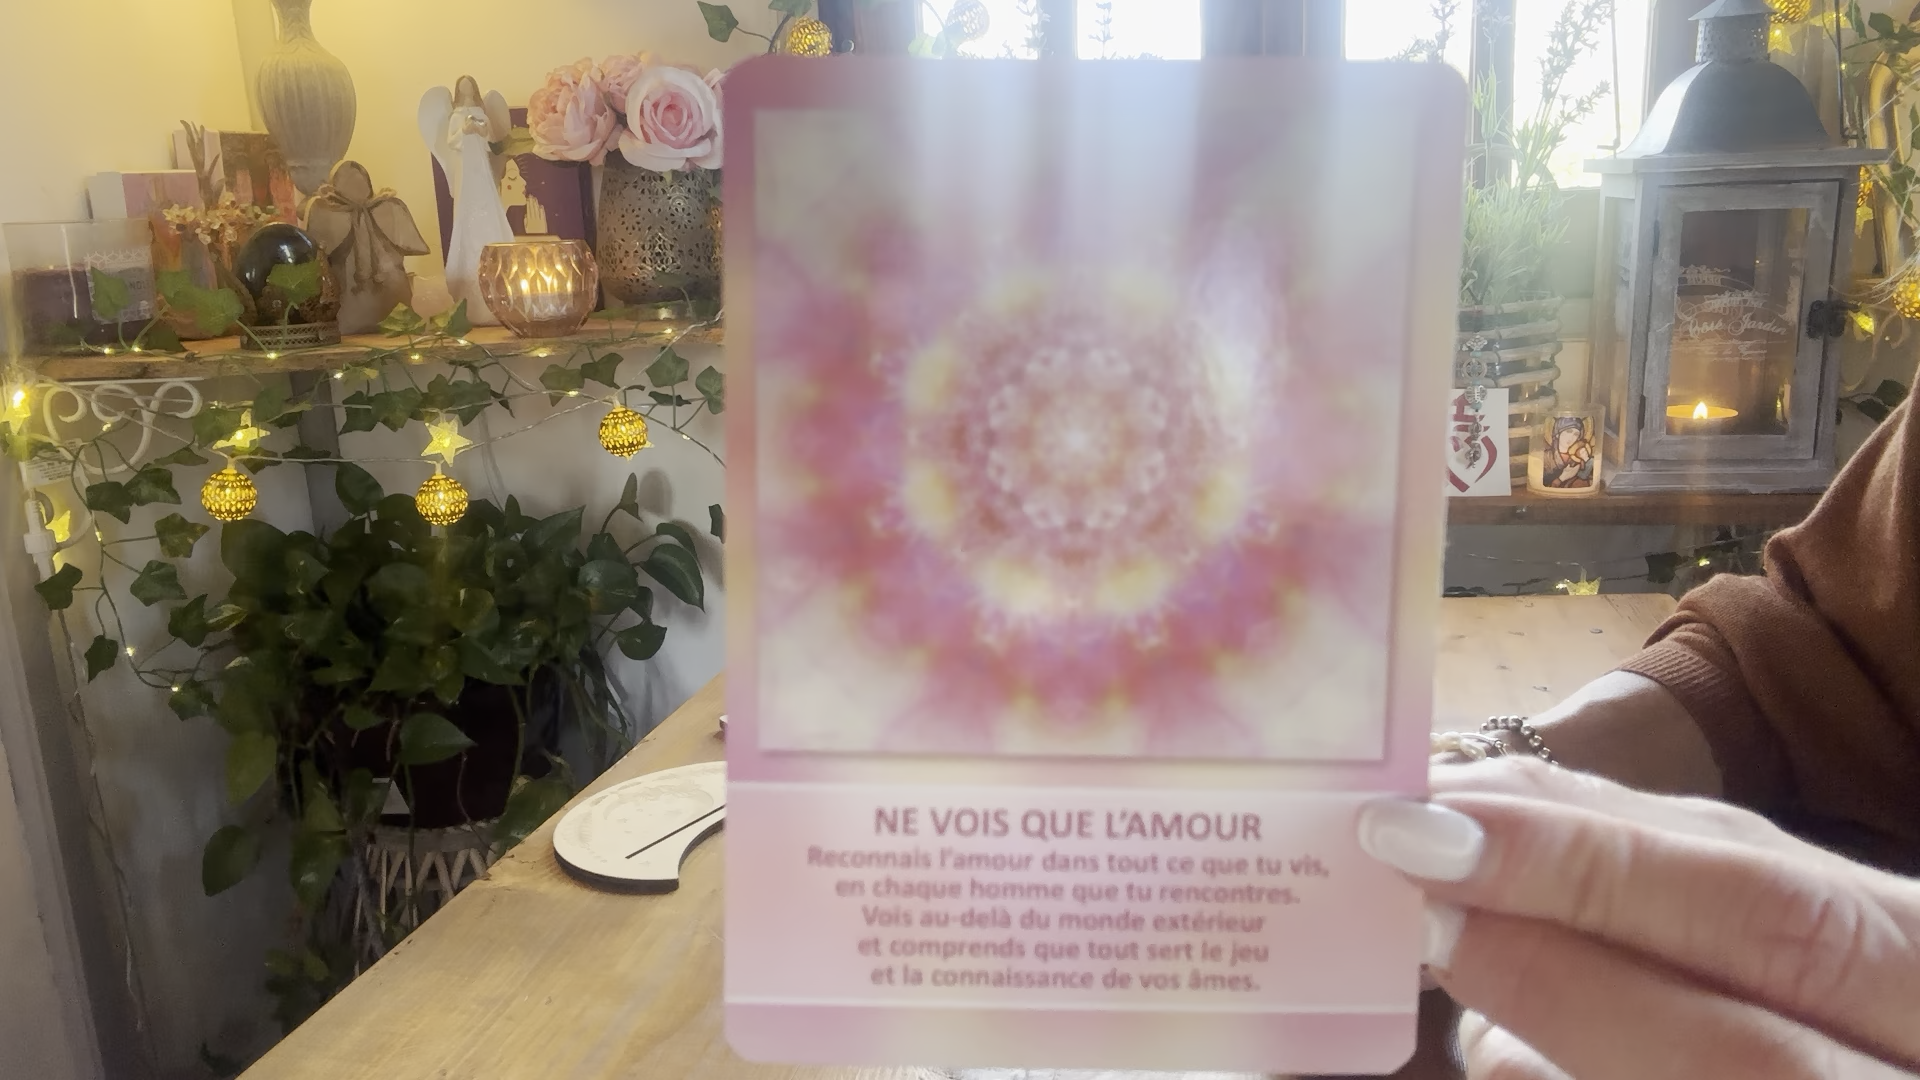 NE VOIS QUE L'AMOUR
Reconnais l'amour dans tout ce que tu vis,
en chaque homme que tu rencontres.
Vois au-delà du monde extérieur
et comprends que tout sert le jeu
et la connaissance de vos âmes.